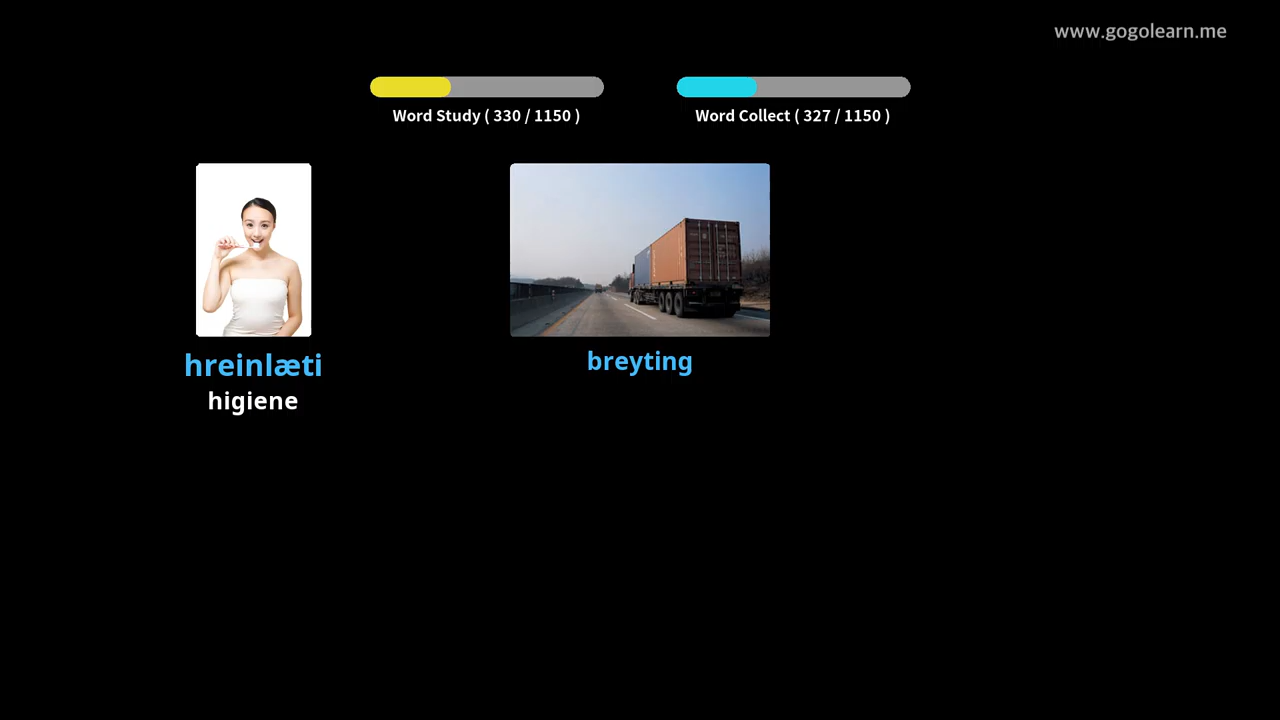 www.gogolearn.me
Word Study ( 330 / 1150 )
Word Collect ( 327 / 1150 )
hreinlæti
higiene
breyting